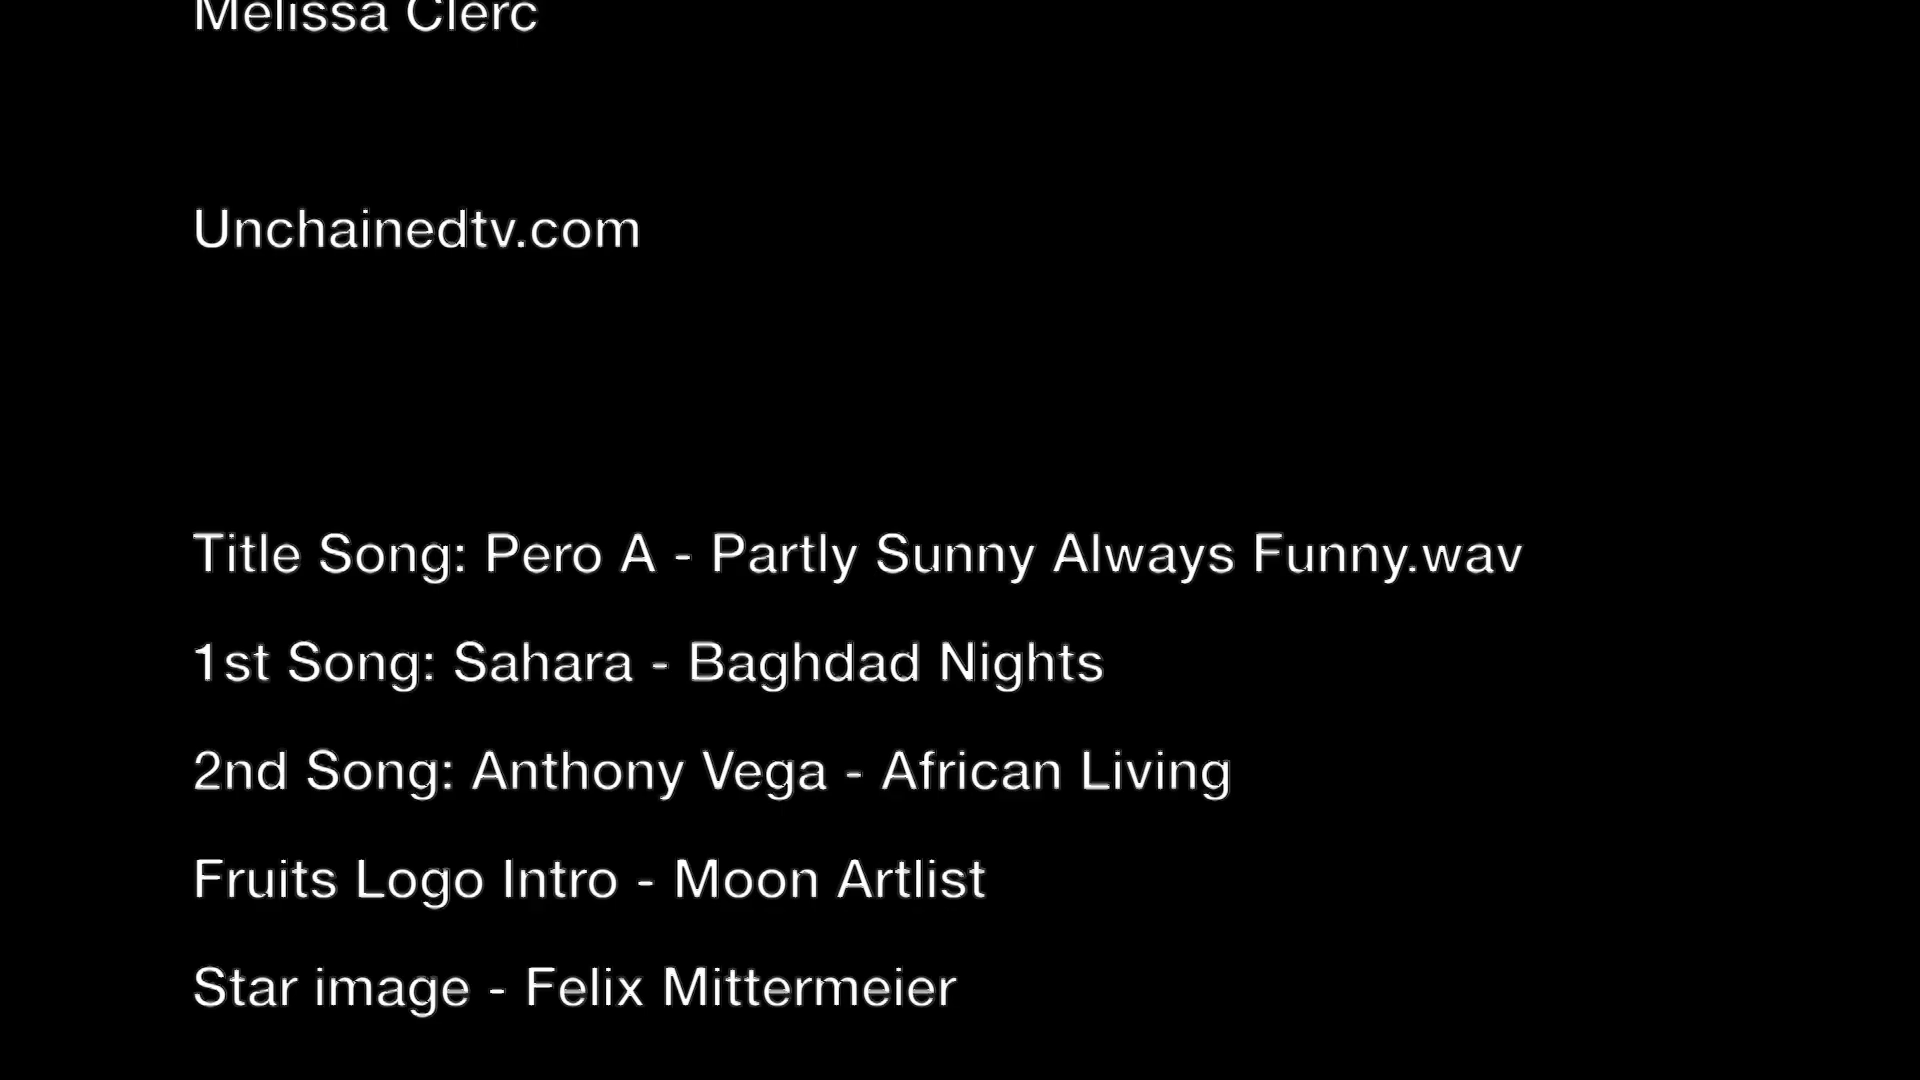 Melissa Clerc
Unchainedtv.com
Title Song: Pero A - Partly Sunny Always Funny.wav
1st Song: Sahara - Baghdad Nights
2nd Song: Anthony Vega - African Living
Fruits Logo Intro - Moon Artlist
Star image - Felix Mittermeier